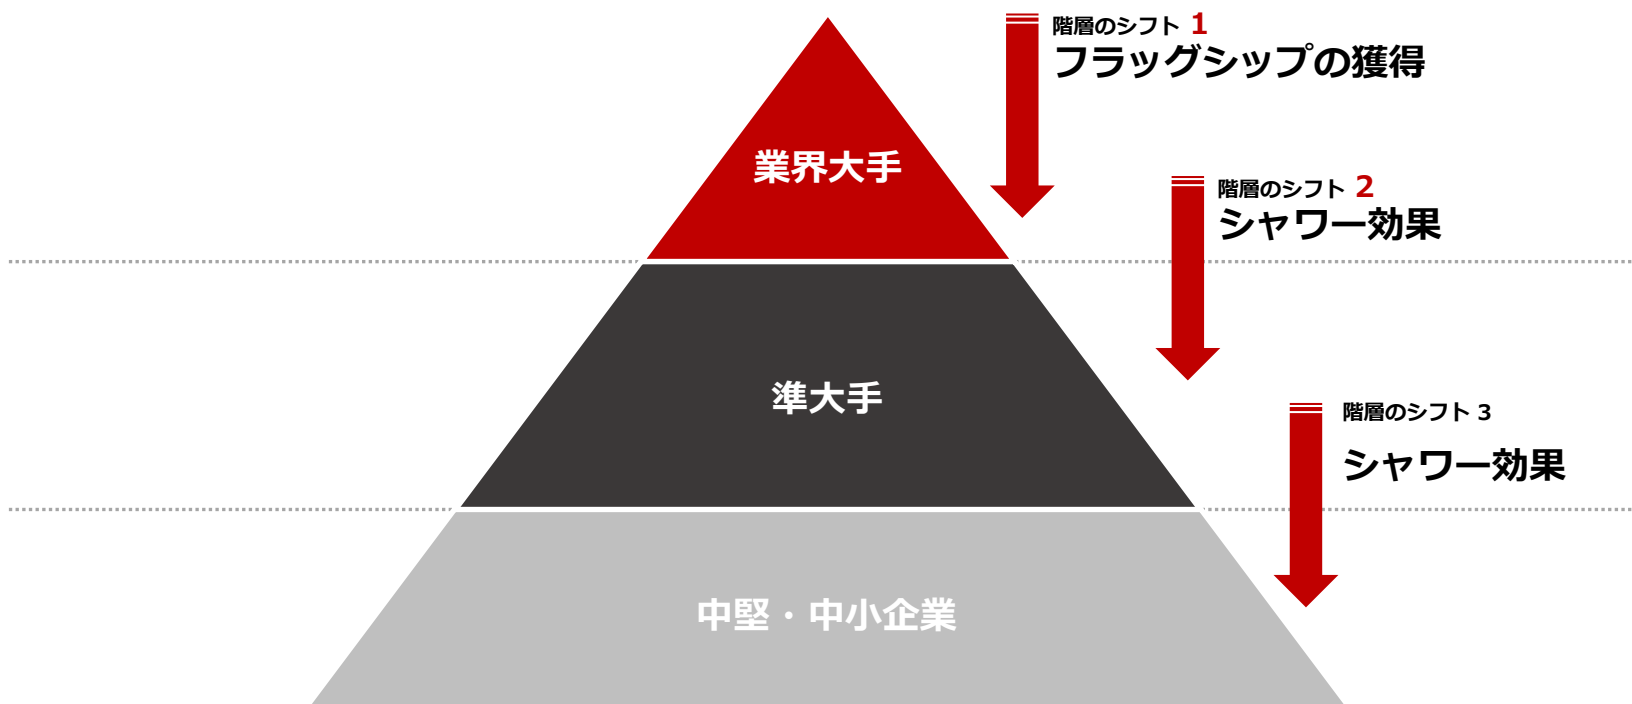 階層のシフト 1
フラッグシップの獲得
業界大手
階層のシフト 2
シャワー効果
準大手
階層のシフト 3
シャワー効果
中堅・中小企業